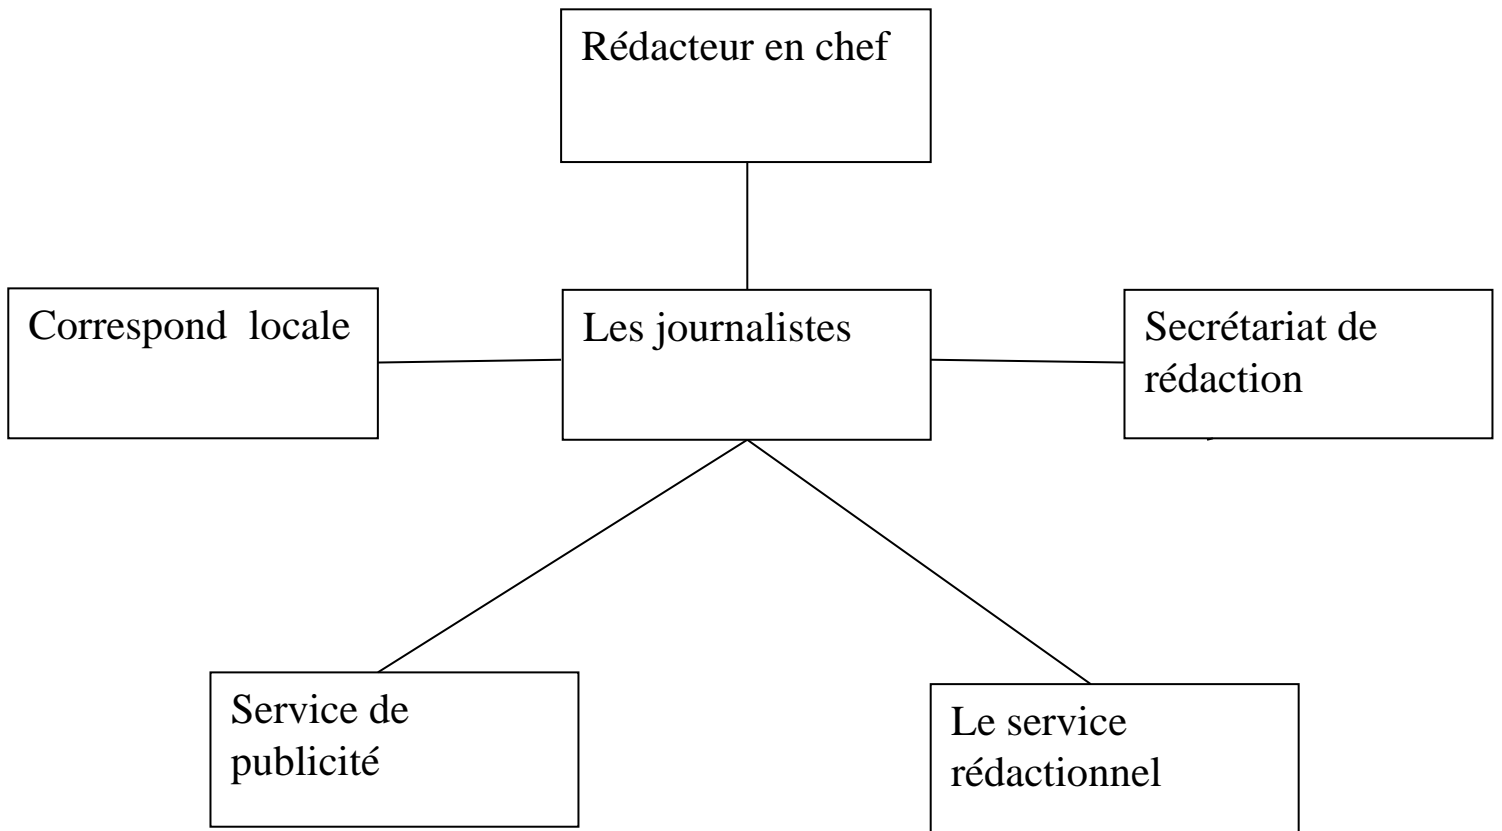 Rédacteur en chef
Correspond  locale
Les journalistes
Secrétariat de
rédaction
Service de
publicité
Le service
rédactionnel